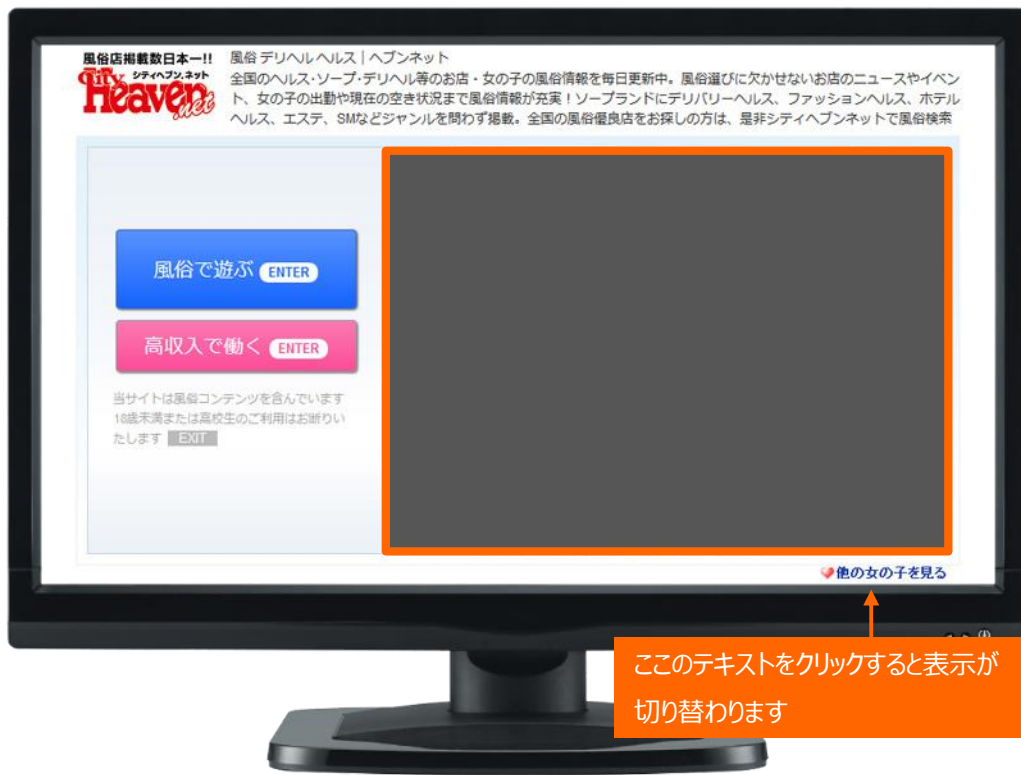 風俗店掲載数日本一!!
シティヘブン.ネット
City
Heaven.net
風俗 デリヘル ヘルス｜ヘブンネット
全国のヘルス・ソープ・デリヘル等のお店・女の子の風俗情報を毎日更新中。風俗選びに欠かせないお店のニュースやイベン
ト、女の子の出勤や現在の空き状況まで風俗情報が充実！ソープランドにデリバリーヘルス、ファッションヘルス、ホテル
ヘルス、エステ、SMなどジャンルを問わず掲載。全国の風俗優良店をお探しの方は、是非シティヘブンネットで風俗検索
風俗で遊ぶ ENTER
高収入で働く ENTER
当サイトは風俗コンテンツを含んでいます
18歳未満または高校生のご利用はお断りい
たします EXIT
他の女の子を見る
ここのテキストをクリックすると表示が
切り替わります